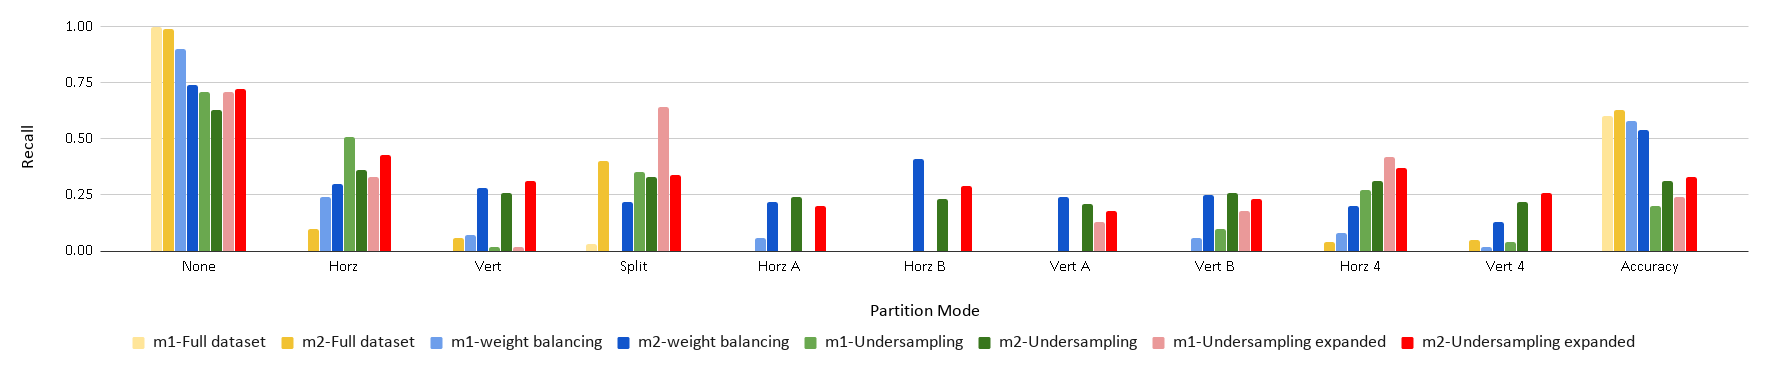 1.00
0.75
0.50
0.25
0.00
Recall
None Horz Vert Split Horz A Horz B Vert A Vert B Horz 4 Vert 4 Accuracy
Partition Mode
m1-Full dataset m2-Full dataset m1-weight balancing m2-weight balancing m1-Undersampling m2-Undersampling m1-Undersampling expanded m2-Undersampling expanded